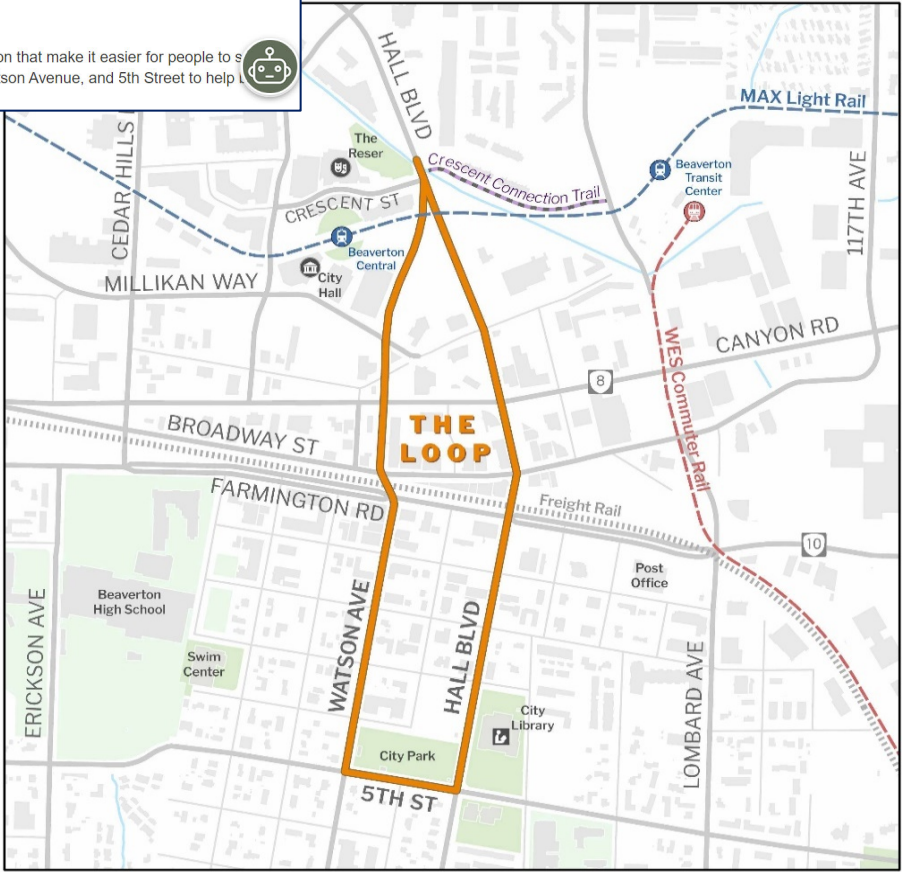 on that make it easier for people to s
tson Avenue, and 5th Street to help
HALL BLVD
MAX Light Rail
CEDAR HILLS
The
Reser
Crescent Connection Trail
Beaverton
Transit
Center
117TH AVE
CRESCENT ST
Beaverton
Central
City
Hall
MILLIKAN WAY
CANYON RD
8
WES Commuter Rail
THE
LOOP
BROADWAY ST
FARMINGTON RD
Freight Rail
10
Post
Office
Beaverton
High School
ERICKSON AVE
WATSON AVE
HALL BLVD
LOMBARD AVE
Swim
Center
City
Library
City Park
5TH ST